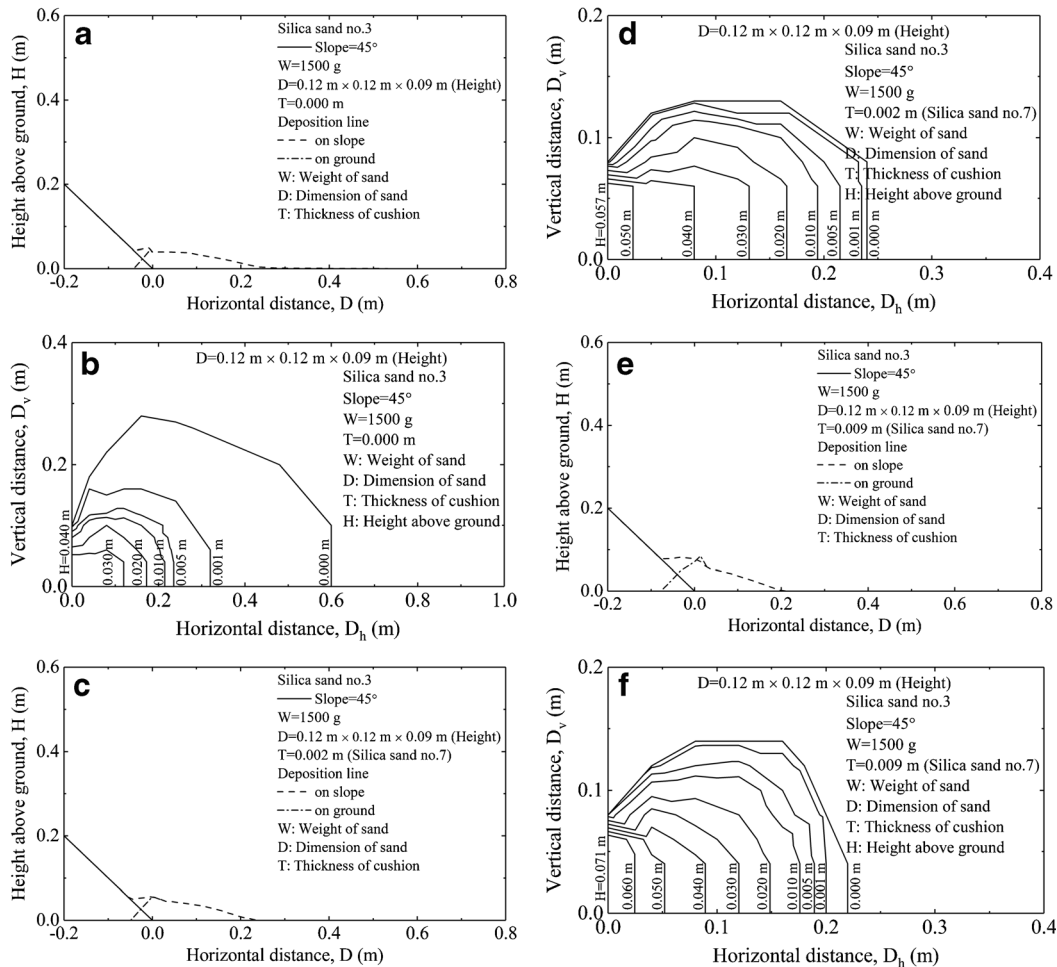 a
Silica sand no.3
Slope=45°
W=1500 g
D=0.12 m × 0.12 m × 0.09 m (Height)
T=0.000 m
Deposition line
on slope
on ground
W: Weight of sand
D: Dimension of sand
T: Thickness of cushion
Height above ground, H (m)
0.6
0.4
0.2
0.0
-0.2 0.0 0.2 0.4 0.6 0.8
Horizontal distance, D (m)
b
D=0.12 m × 0.12 m × 0.09 m (Height)
Silica sand no.3
Slope=45°
W=1500 g
T=0.000 m
W: Weight of sand
D: Dimension of sand
T: Thickness of cushion
H: Height above ground
Vertical distance, Dv (m)
0.4
0.2
0.0
H=0.040 m
0.030 m
0.020 m
0.010 m
0.005 m
0.001 m
0.000 m
0.0 0.2 0.4 0.6 0.8 1.0
Horizontal distance, Dh (m)
c
Silica sand no.3
Slope=45°
W=1500 g
D=0.12 m × 0.12 m × 0.09 m (Height)
T=0.002 m (Silica sand no.7)
Deposition line
on slope
on ground
W: Weight of sand
D: Dimension of sand
T: Thickness of cushion
Height above ground, H (m)
0.6
0.4
0.2
0.0
-0.2 0.0 0.2 0.4 0.6 0.8
Horizontal distance, D (m)
d
D=0.12 m × 0.12 m × 0.09 m (Height)
Silica sand no.3
Slope=45°
W=1500 g
T=0.002 m (Silica sand no.7)
W: Weight of sand
D: Dimension of sand
T: Thickness of cushion
H: Height above ground
Vertical distance, Dv (m)
0.2
0.1
0.0
H=0.057 m
0.050 m
0.040 m
0.030 m
0.020 m
0.010 m
0.005 m
0.001 m
0.000 m
0.0 0.1 0.2 0.3 0.4
Horizontal distance, Dh (m)
e
Silica sand no.3
Slope=45°
W=1500 g
D=0.12 m × 0.12 m × 0.09 m (Height)
T=0.009 m (Silica sand no.7)
Deposition line
on slope
on ground
W: Weight of sand
D: Dimension of sand
T: Thickness of cushion
Height above ground, H (m)
0.6
0.4
0.2
0.0
-0.2 0.0 0.2 0.4 0.6 0.8
Horizontal distance, D (m)
f
D=0.12 m × 0.12 m × 0.09 m (Height)
Silica sand no.3
Slope=45°
W=1500 g
T=0.009 m (Silica sand no.7)
W: Weight of sand
D: Dimension of sand
T: Thickness of cushion
H: Height above ground
Vertical distance, Dv (m)
0.2
0.1
0.0
H=0.071 m
0.060 m
0.050 m
0.040 m
0.030 m
0.020 m
0.010 m
0.005 m
0.001 m
0.000 m
0.0 0.1 0.2 0.3 0.4
Horizontal distance, Dh (m)